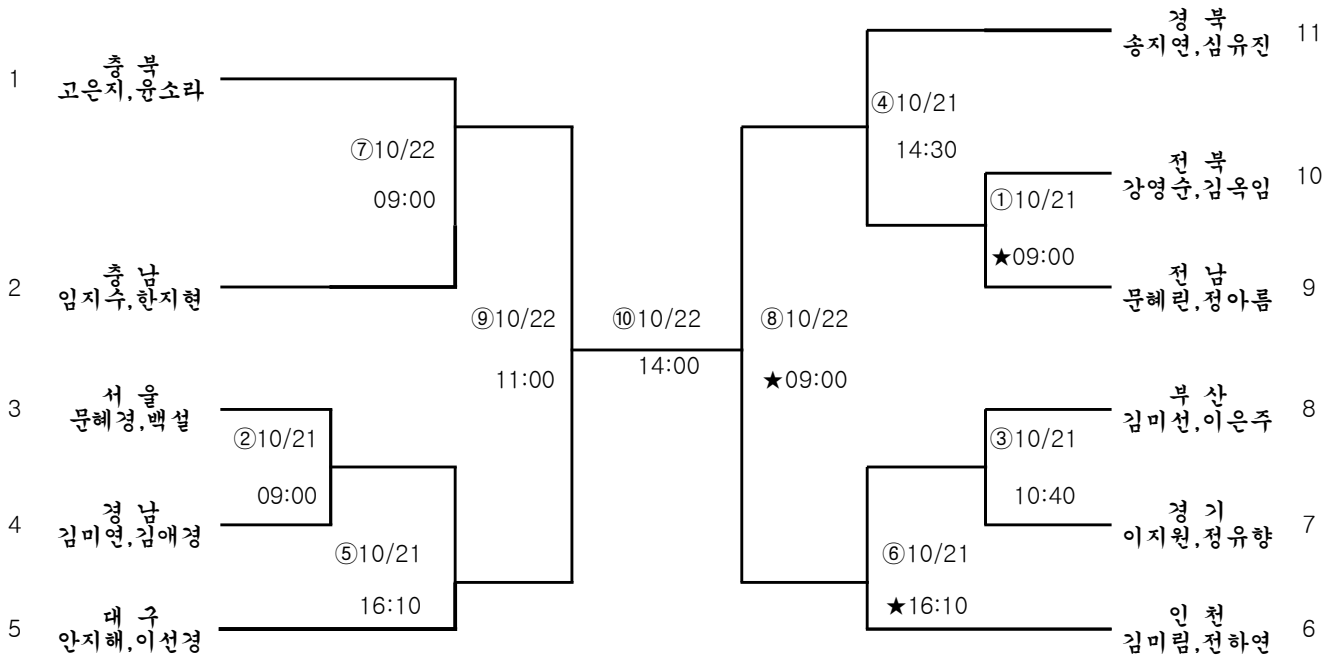 1
충 북
고은지,윤소라
⑦10/22
09:00
2
충 남
임지수,한지현
3
서 울
문혜경,백설
②10/21
09:00
4
경 남
김미연,김애경
⑤10/21
16:10
5
대 구
안지해,이선경
⑨10/22
11:00
⑩10/22
14:00
⑧10/22
★09:00
경 북
송지연,심유진
11
④10/21
14:30
전 북
강영순,김옥임
10
①10/21
★09:00
전 남
문혜린,정아름
9
부 산
김미선,이은주
8
③10/21
10:40
경 기
이지원,정유향
7
⑥10/21
★16:10
인 천
김미림,전하연
6